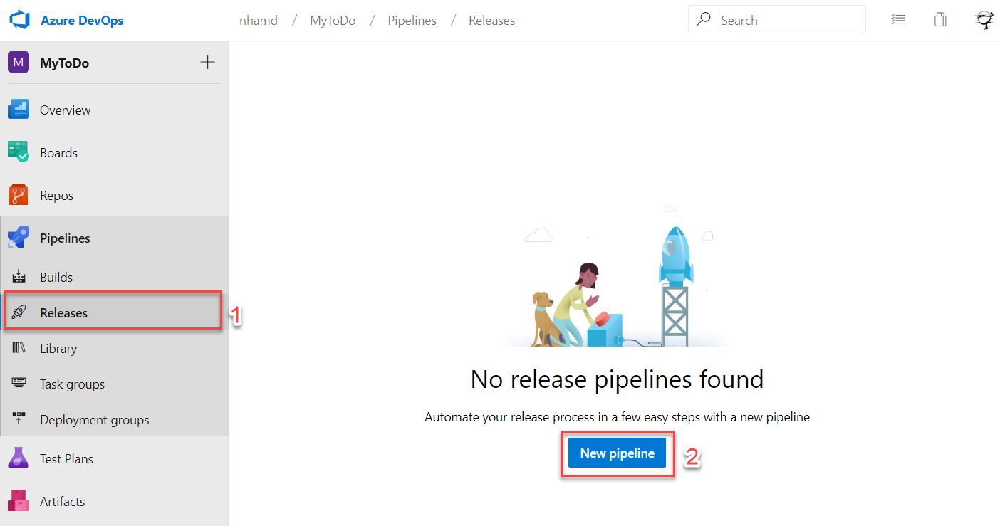 Azure DevOps
nhamd / MyToDo / Pipelines / Releases
Search
M MyToDo
Overview
Boards
Repos
Pipelines
Builds
Releases
1
Library
Task groups
Deployment groups
Test Plans
Artifacts
No release pipelines found
Automate your release process in a few easy steps with a new pipeline
New pipeline
2